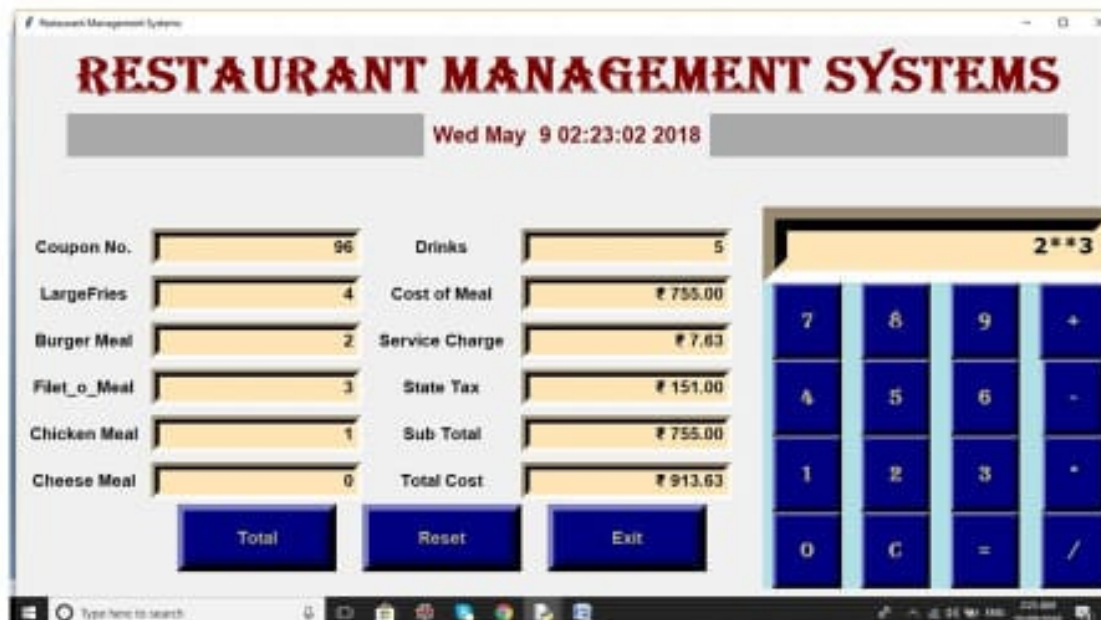 Restaurant Management Systems
RESTAURANT MANAGEMENT SYSTEMS
Wed May 9 02:23:02 2018
Coupon No. 96 Drinks 5
LargeFries 4 Cost of Meal ₹ 755.00
Burger Meal 2 Service Charge ₹ 7.63
Filet_o_Meal 3 State Tax ₹ 151.00
Chicken Meal 1 Sub Total ₹ 755.00
Cheese Meal 0 Total Cost ₹ 913.63
Total Reset Exit
2**3
7 8 9 +
4 5 6 -
1 2 3 *
0 C = /
Type here to search
ENG